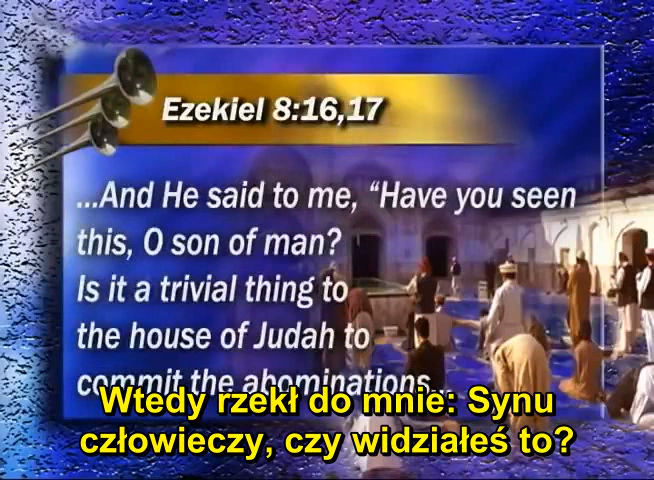 Ezekiel 8:16,17
...And He said to me, “Have you seen
this, O son of man?
Is it a trivial thing to
the house of Judah to
commit the abominations...
Wtedy rzekł do mnie: Synu
człowieczy, czy widziałeś to?